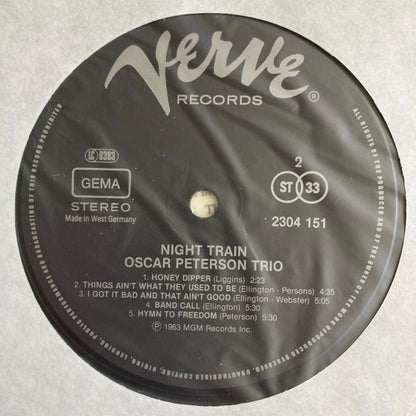 Verve
RECORDS
®
LC 0383
GEMA
STEREO
Made in West Germany
2
ST 33
2304 151
NIGHT TRAIN
OSCAR PETERSON TRIO
1. HONEY DIPPER (Liggins) 2:23
2. THINGS AIN'T WHAT THEY USED TO BE (Ellington - Persons) 4:35
3. I GOT IT BAD AND THAT AIN'T GOOD (Ellington - Webster) 5:05
4. BAND CALL (Ellington) 5:30
5. HYMN TO FREEDOM (Peterson) 5:30
℗ 1963 MGM Records Inc.
ALL RIGHTS OF THE PRODUCER AND OF THE OWNER OF THE WORK REPRODUCED RESERVED. UNAUTHORISED COPYING, HIRING, LENDING, PUBLIC PERFORMANCE AND BROADCASTING OF THIS RECORD PROHIBITED